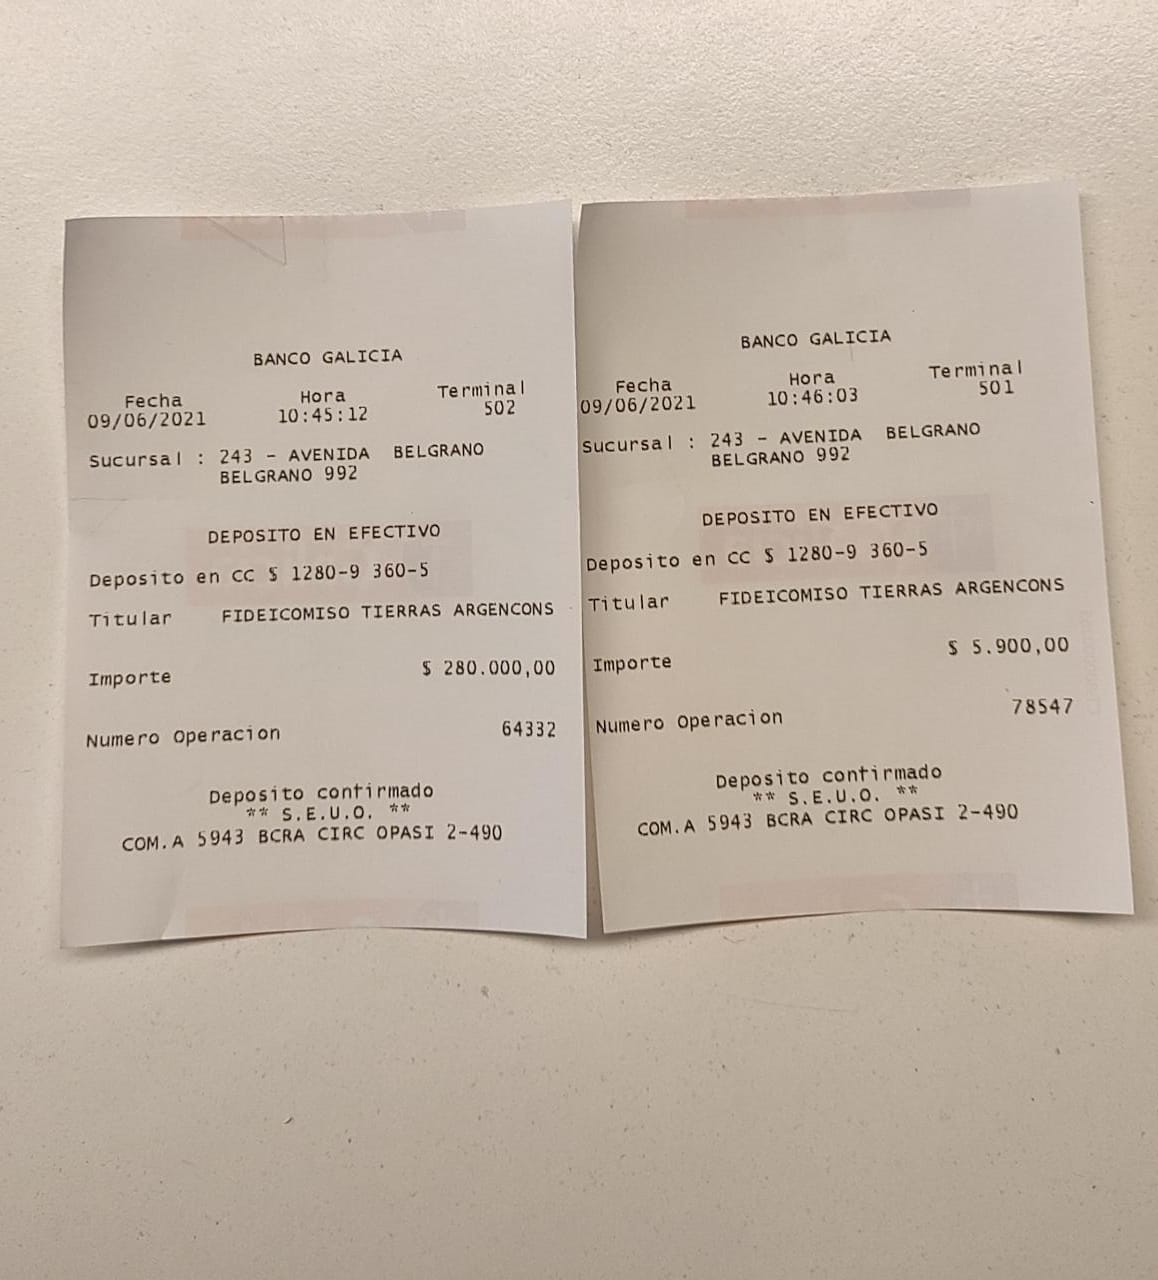 BANCO GALICIA
Fecha Hora Terminal
09/06/2021 10:45:12 502
Sucursal : 243 - AVENIDA BELGRANO
BELGRANO 992
DEPOSITO EN EFECTIVO
Deposito en CC $ 1280-9 360-5
Titular FIDEICOMISO TIERRAS ARGENCONS
Importe $ 280.000,00
Numero Operacion 64332
Deposito confirmado
** S.E.U.O. **
COM.A 5943 BCRA CIRC OPASI 2-490
BANCO GALICIA
Fecha Hora Terminal
09/06/2021 10:46:03 501
Sucursal : 243 - AVENIDA BELGRANO
BELGRANO 992
DEPOSITO EN EFECTIVO
Deposito en CC $ 1280-9 360-5
Titular FIDEICOMISO TIERRAS ARGENCONS
Importe $ 5.900,00
Numero Operacion 78547
Deposito confirmado
** S.E.U.O. **
COM.A 5943 BCRA CIRC OPASI 2-490